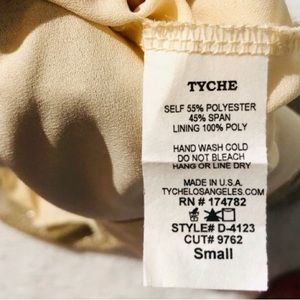 TYCHE
SELF 55% POLYESTER
45% SPAN
LINING 100% POLY
HAND WASH COLD
DO NOT BLEACH
HANG OR LINE DRY
MADE IN U.S.A.
TYCHELOSANGELES.COM
RN # 174782
STYLE# D-4123
CUT# 9762
Small